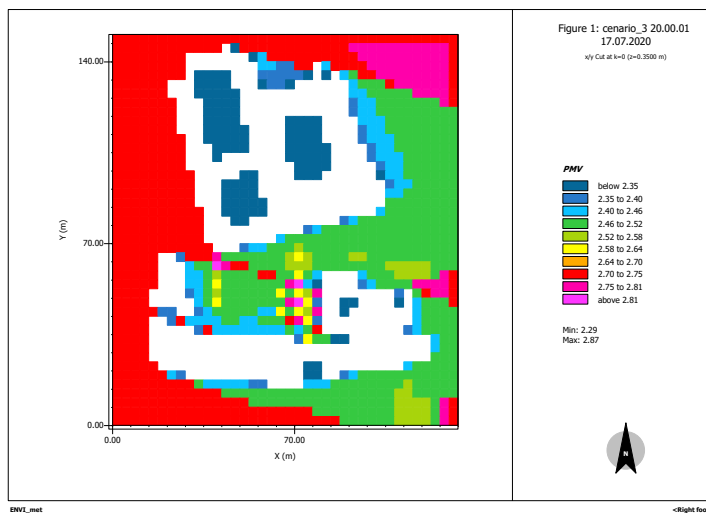 Figure 1: cenario_3 20.00.01
17.07.2020
x/y Cut at k=0 (z=0.3500 m)
140.00
70.00
0.00
Y (m)
0.00
70.00
X (m)
PMV
below 2.35
2.35 to 2.40
2.40 to 2.46
2.46 to 2.52
2.52 to 2.58
2.58 to 2.64
2.64 to 2.70
2.70 to 2.75
2.75 to 2.81
above 2.81
Min: 2.29
Max: 2.87
N
ENVI_met
<Right foo